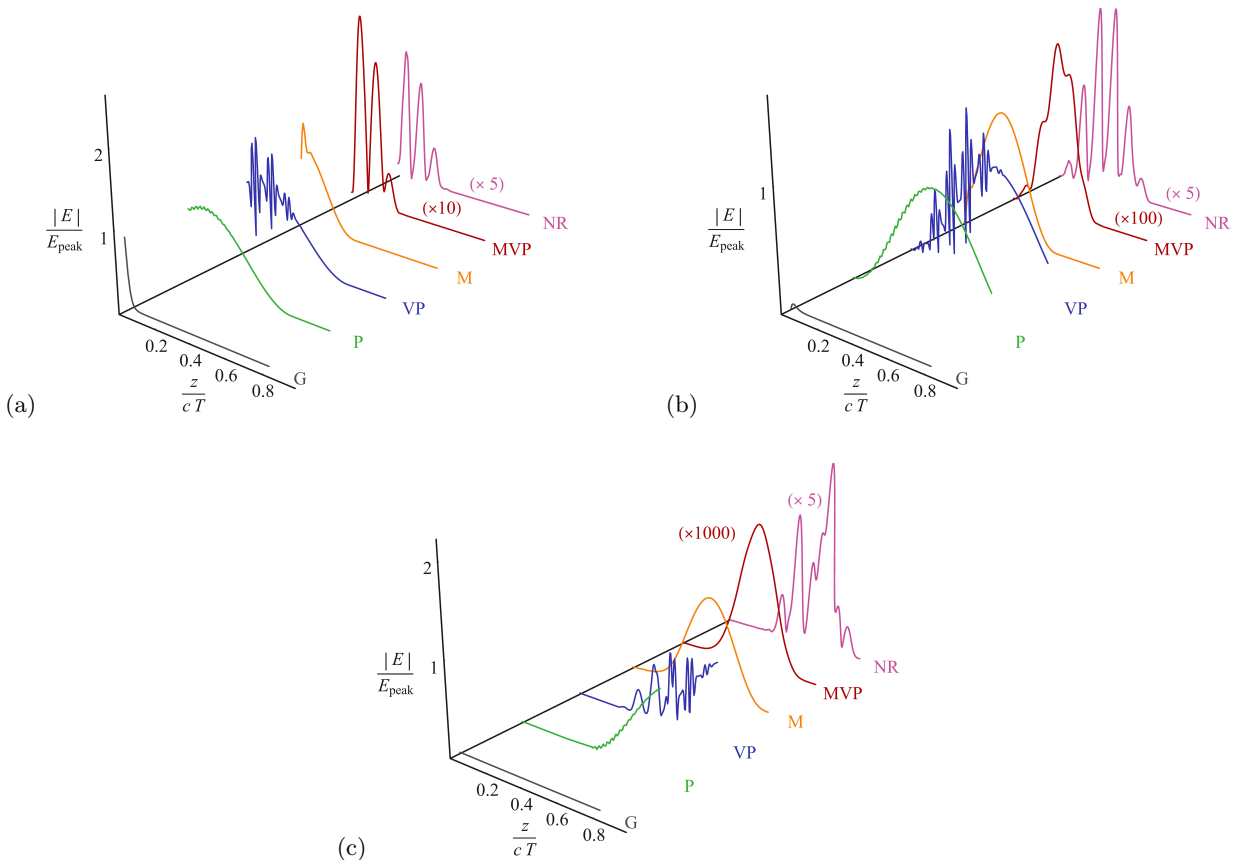 2
|E|
E_peak
1
(× 5)
(×10)
NR
MVP
M
VP
P
0.2
0.4
0.6
0.8
z
c T
G
(a)
1
|E|
E_peak
(× 5)
(×100)
NR
MVP
M
VP
P
0.2
0.4
0.6
0.8
z
c T
G
(b)
2
|E|
E_peak
1
(× 5)
(×1000)
NR
MVP
M
VP
P
0.2
0.4
0.6
0.8
z
c T
G
(c)